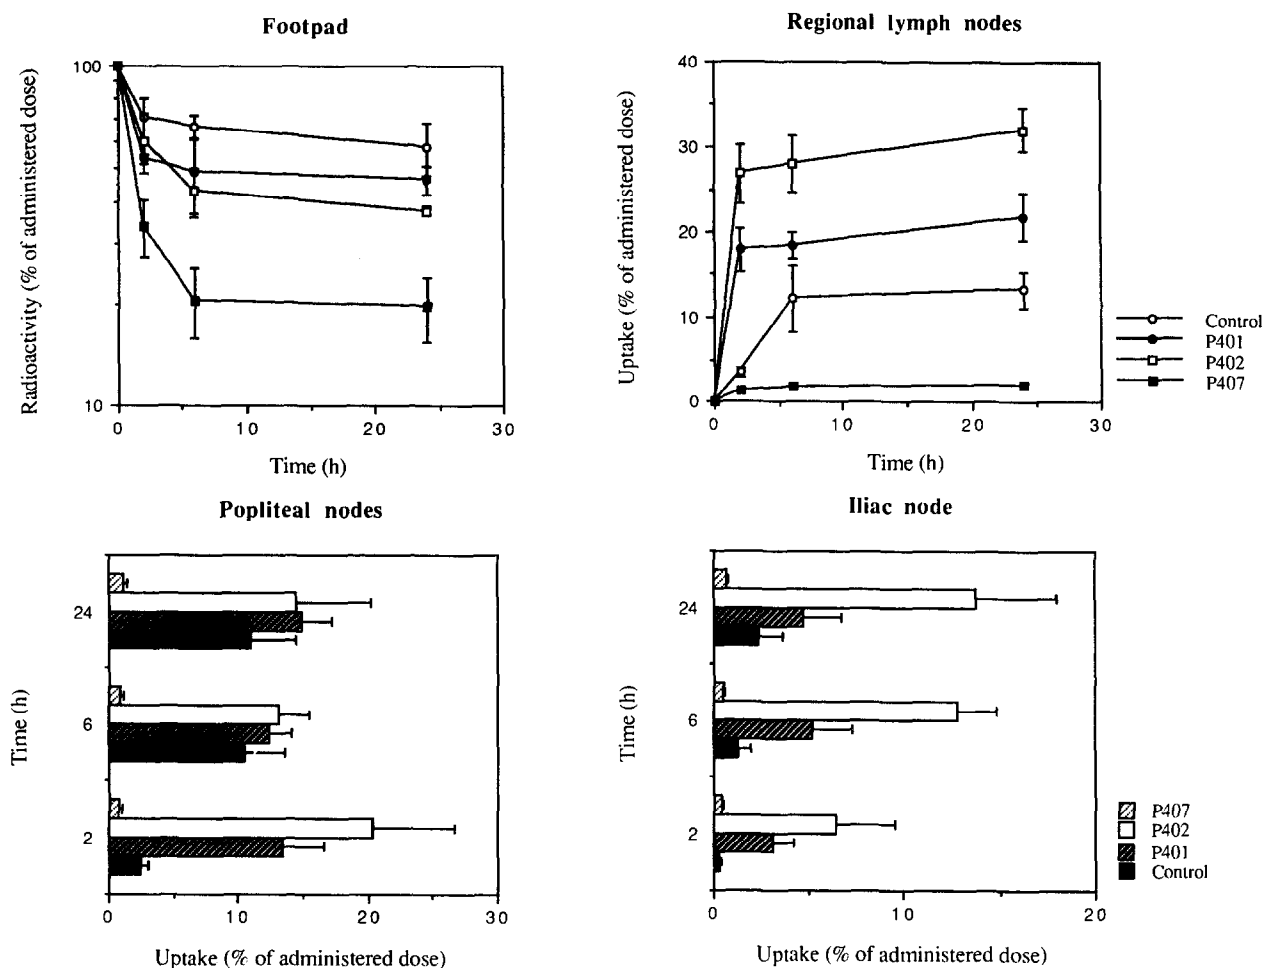 Footpad
Radioactivity (% of administered dose)
100
10
0
10
20
30
Time (h)
Regional lymph nodes
Uptake (% of administered dose)
40
30
20
10
0
0
10
20
30
Time (h)
Control
P401
P402
P407
Popliteal nodes
Time (h)
24
6
2
0
10
20
30
Uptake (% of administered dose)
Iliac node
Time (h)
24
6
2
0
10
20
Uptake (% of administered dose)
P407
P402
P401
Control